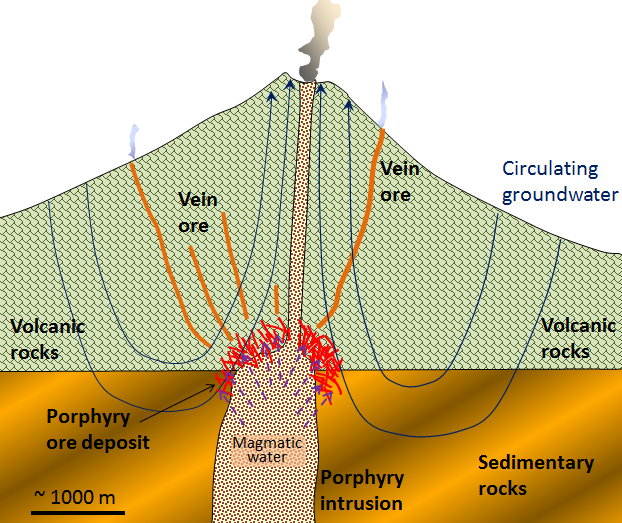 Vein
ore
Circulating
groundwater
Vein
ore
Volcanic
rocks
Volcanic
rocks
Porphyry
ore deposit
Magmatic
water
Sedimentary
rocks
Porphyry
intrusion
~ 1000 m